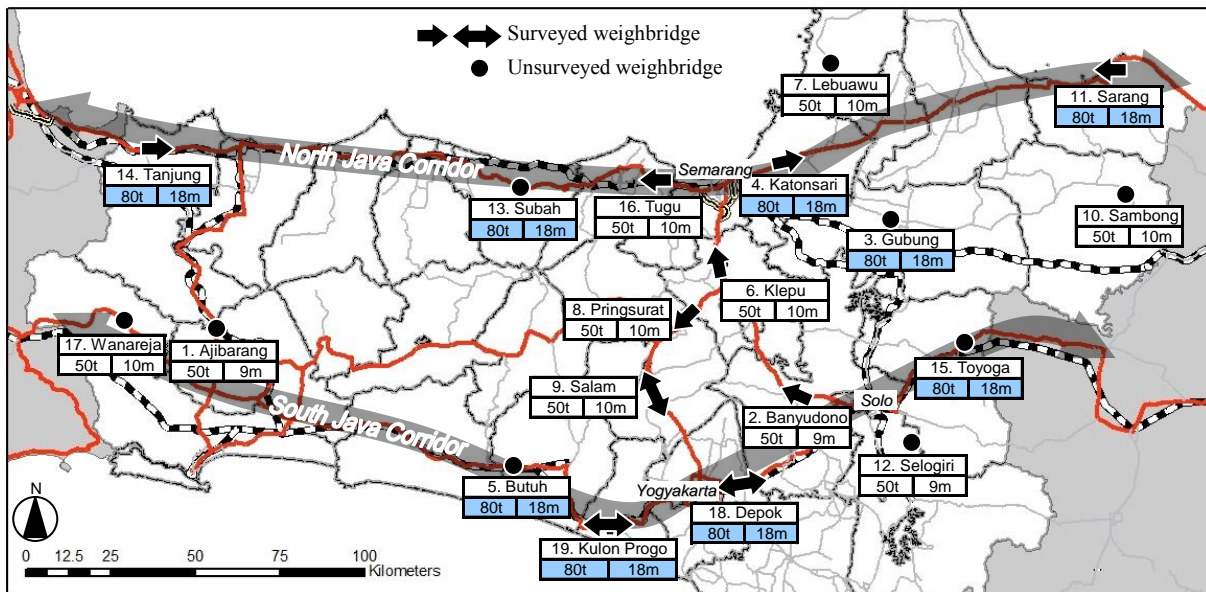 Surveyed weighbridge
Unsurveyed weighbridge
7. Lebuawu
50t 10m
11. Sarang
80t 18m
North Java Corridor
Semarang
14. Tanjung
80t 18m
13. Subah
80t 18m
16. Tugu
50t 10m
4. Katonsari
80t 18m
10. Sambong
50t 10m
3. Gubung
80t 18m
6. Klepu
50t 10m
8. Pringsurat
50t 10m
17. Wanareja
50t 10m
1. Ajibarang
50t 9m
15. Toyoga
80t 18m
9. Salam
50t 10m
Solo
2. Banyudono
50t 9m
South Java Corridor
12. Selogiri
50t 9m
5. Butuh
80t 18m
Yogyakarta
18. Depok
80t 18m
19. Kulon Progo
80t 18m
N
0 12.5 25 50 75 100
Kilometers